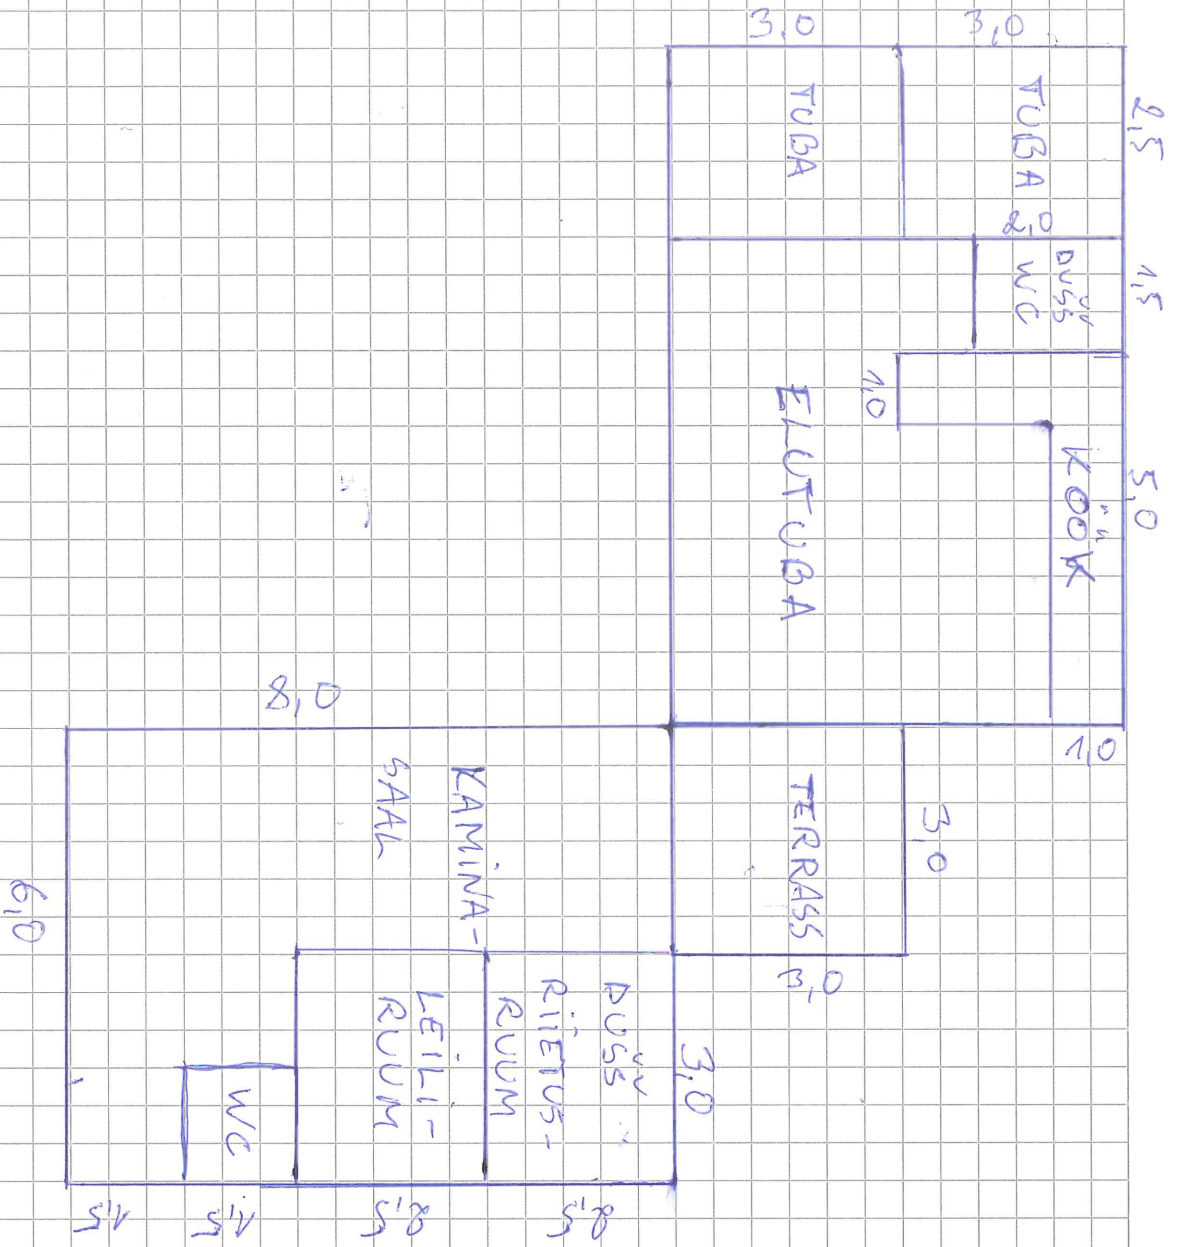 3,0
3,0
2,5
TUBA
TUBA
2,0
1,5
DUŠŠ
WC
1,0
5,0
KÖÖK
ELUTUBA
8,0
1,0
TERRASS
3,0
3,0
KAMINA-
SAAL
6,0
3,0
DUŠŠ
RIIETUS-
RUUM
LEILI-
RUUM
WC
1,5
1,5
2,5
2,5